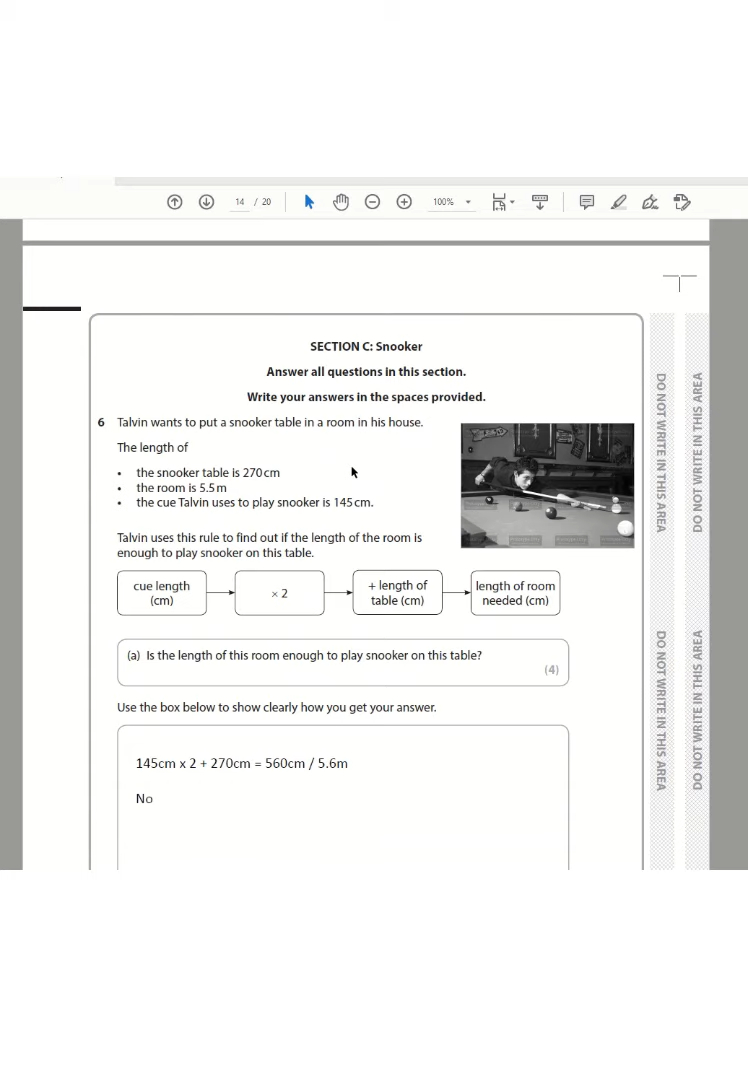 14 / 20
100%
SECTION C: Snooker
Answer all questions in this section.
Write your answers in the spaces provided.
6 Talvin wants to put a snooker table in a room in his house.
The length of
• the snooker table is 270 cm
• the room is 5.5 m
• the cue Talvin uses to play snooker is 145 cm.
Talvin uses this rule to find out if the length of the room is
enough to play snooker on this table.
cue length
(cm)
× 2
+ length of
table (cm)
length of room
needed (cm)
(a) Is the length of this room enough to play snooker on this table?
(4)
Use the box below to show clearly how you get your answer.
145cm x 2 + 270cm = 560cm / 5.6m
No
DO NOT WRITE IN THIS AREA
DO NOT WRITE IN THIS AREA
DO NOT WRITE IN THIS AREA
DO NOT WRITE IN THIS AREA